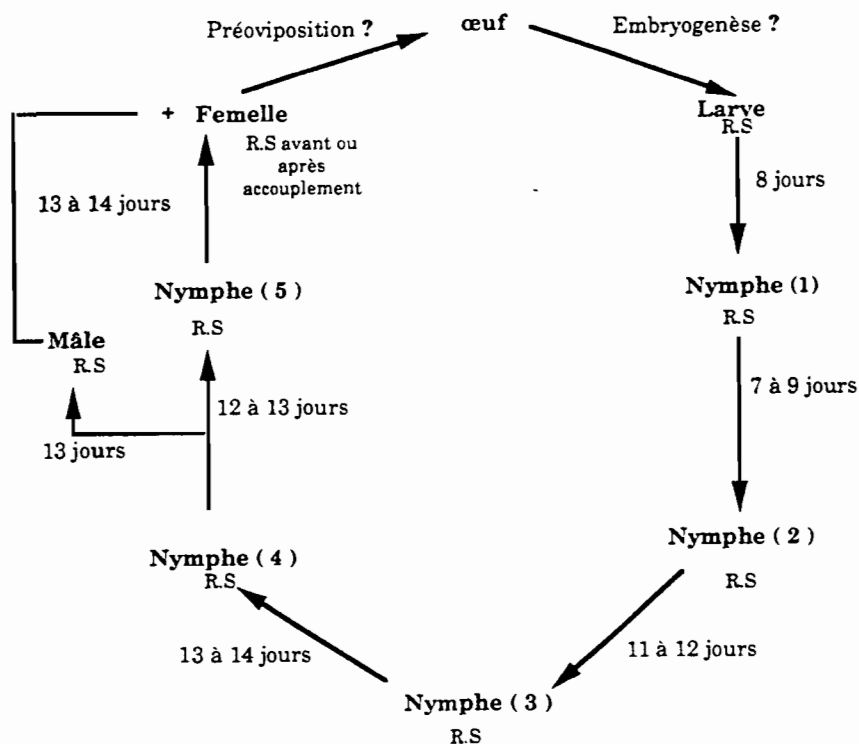 Préoviposition ?
œuf
Embryogenèse ?
+ Femelle
R.S avant ou
après
accouplement
Larve
R.S
8 jours
13 à 14 jours
Nymphe ( 5 )
R.S
Nymphe (1)
R.S
Mâle
R.S
12 à 13 jours
7 à 9 jours
13 jours
Nymphe ( 4 )
R.S
Nymphe ( 2 )
R.S
13 à 14 jours
11 à 12 jours
Nymphe ( 3 )
R.S